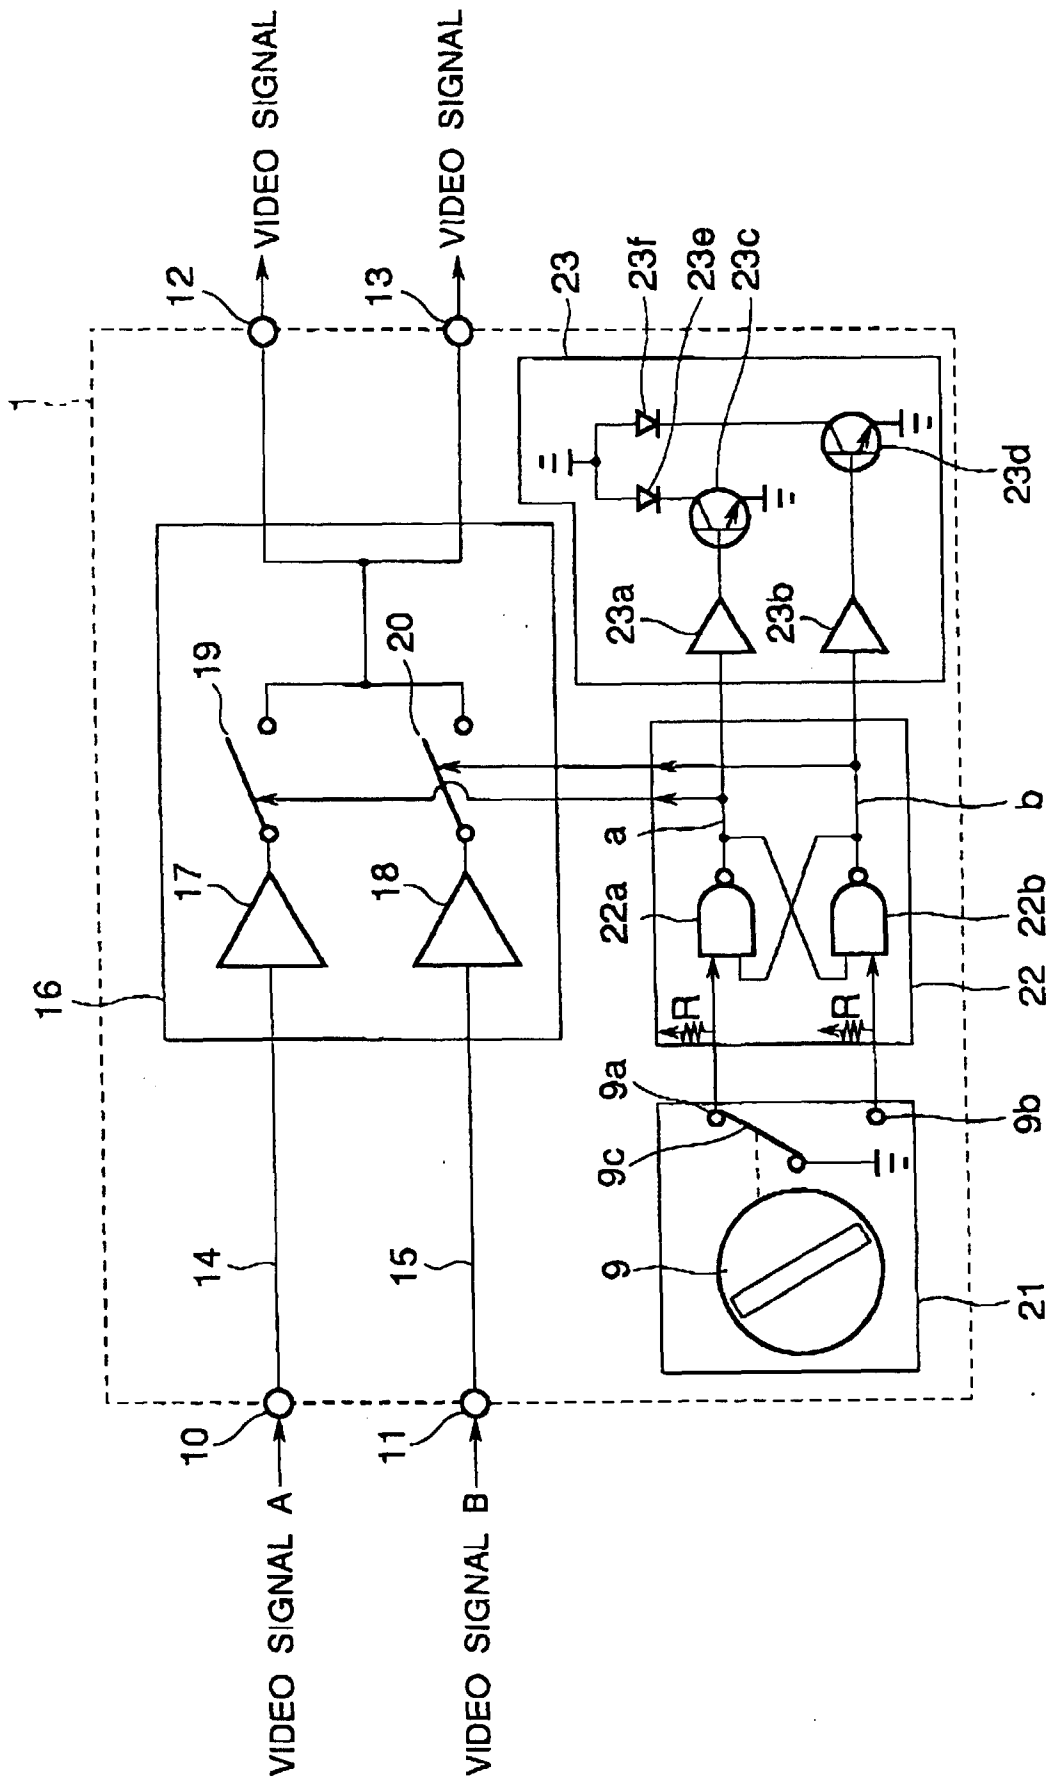 1
VIDEO SIGNAL A
10
14
16
17
19
12
VIDEO SIGNAL
VIDEO SIGNAL B
11
15
18
20
13
VIDEO SIGNAL
23
23f
23e
23c
23a
23b
23d
a
b
22a
22b
22
R
R
9a
9c
9b
9
21